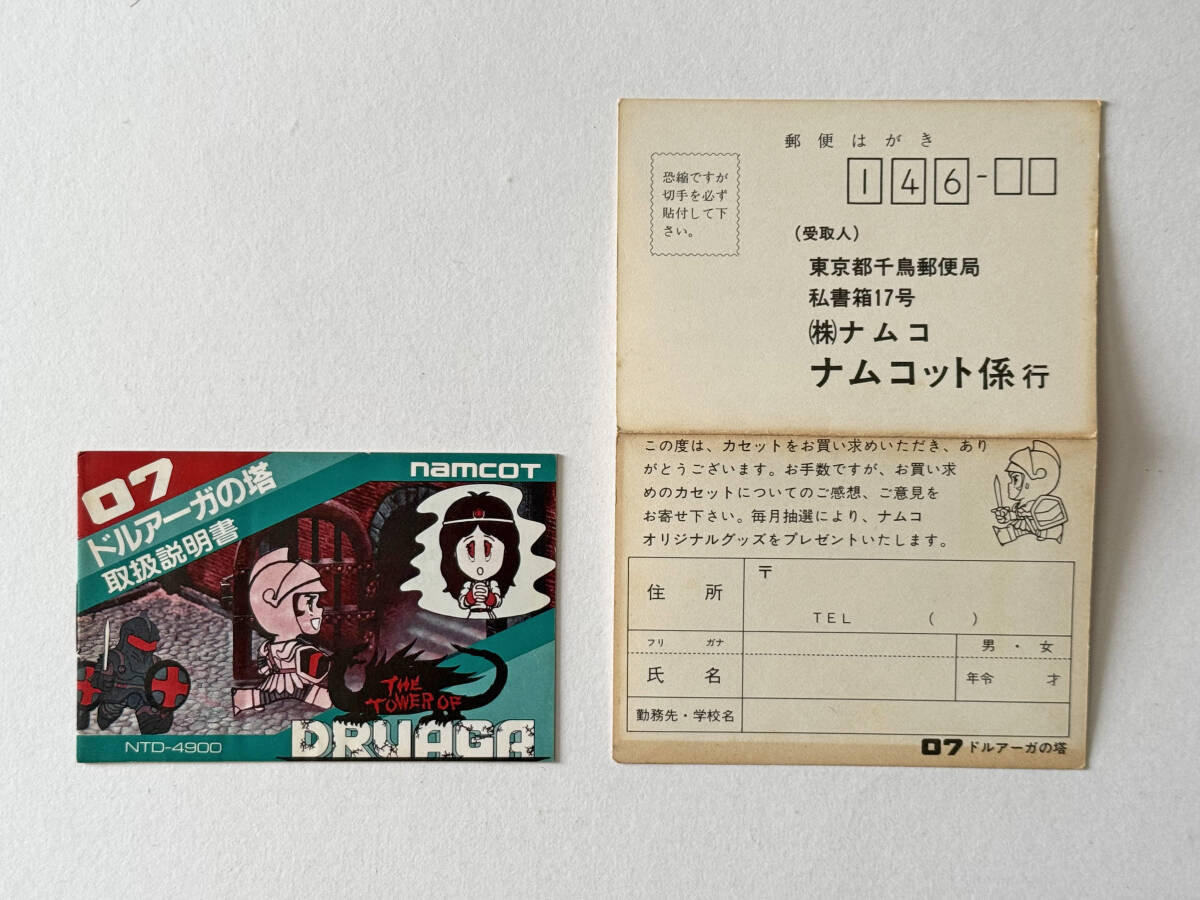 07
ドルアーガの塔
取扱説明書
namcot
THE
TOWER OF
DRUAGA
NTD-4900
郵便はがき
恐縮ですが
切手を必ず
貼付して下
さい。
146-
(受取人)
東京都千鳥郵便局
私書箱17号
㈱ナムコ
ナムコット係行
この度は、カセットをお買い求めいただき、あり
がとうございます。お手数ですが、お買い求
めのカセットについてのご感想、ご意見を
お寄せ下さい。毎月抽選により、ナムコ
オリジナルグッズをプレゼントいたします。
住所
〒
TEL ( )
フリガナ
男・女
氏名
年令 才
勤務先・学校名
07 ドルアーガの塔